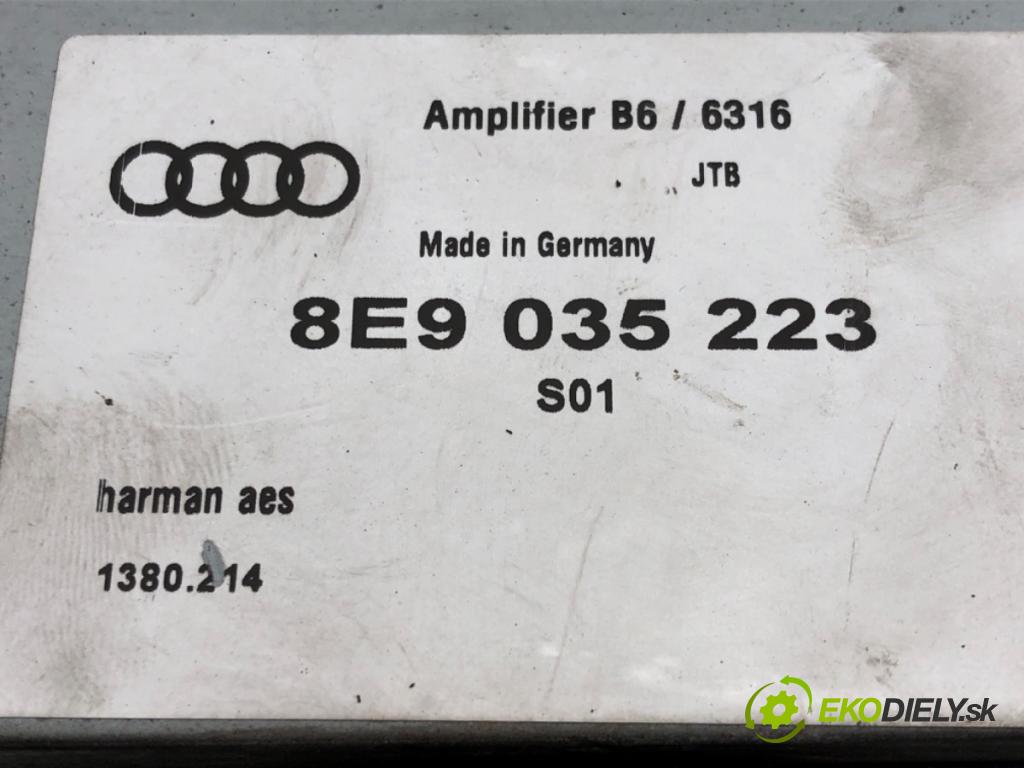 Amplifier B6 / 6316
JTB
Made in Germany
8E9 035 223
S01
harman aes
1380.214
EKODIELY.sk